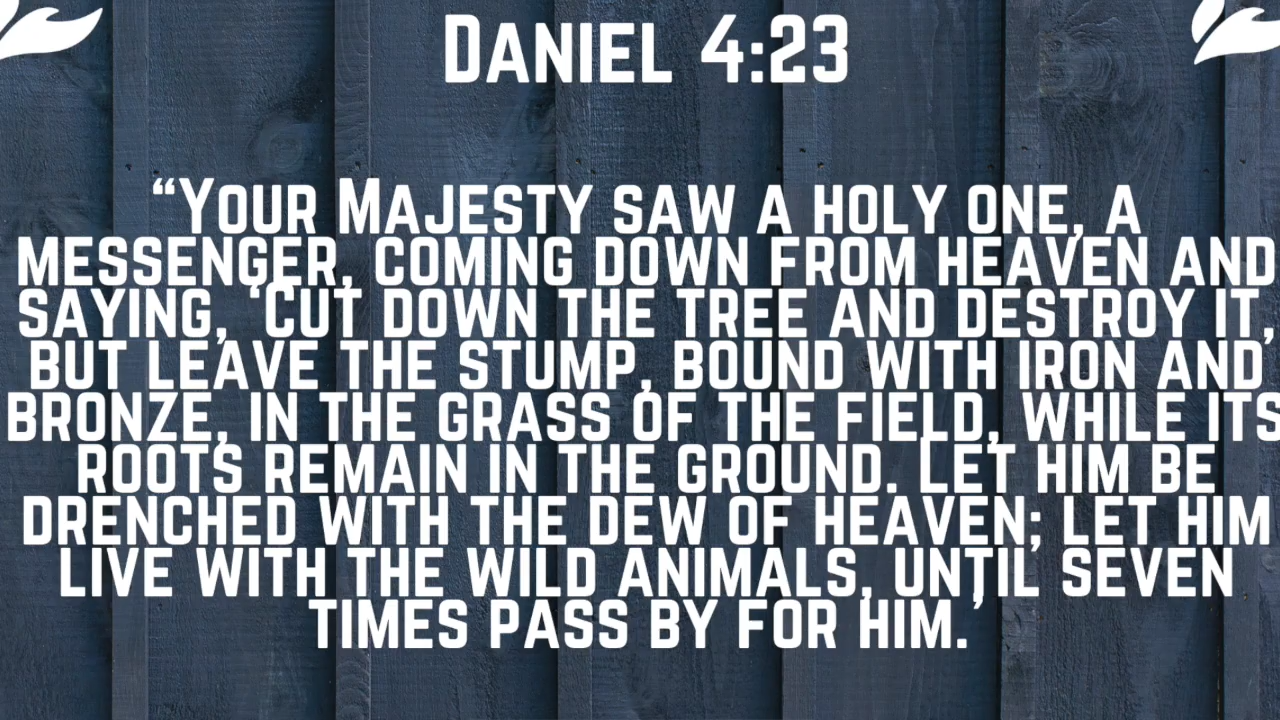 Daniel 4:23
“Your Majesty saw a holy one, a
messenger, coming down from heaven and
saying, ‘Cut down the tree and destroy it,
but leave the stump, bound with iron and
bronze, in the grass of the field, while its
roots remain in the ground. Let him be
drenched with the dew of heaven; let him
live with the wild animals, until seven
times pass by for him.’